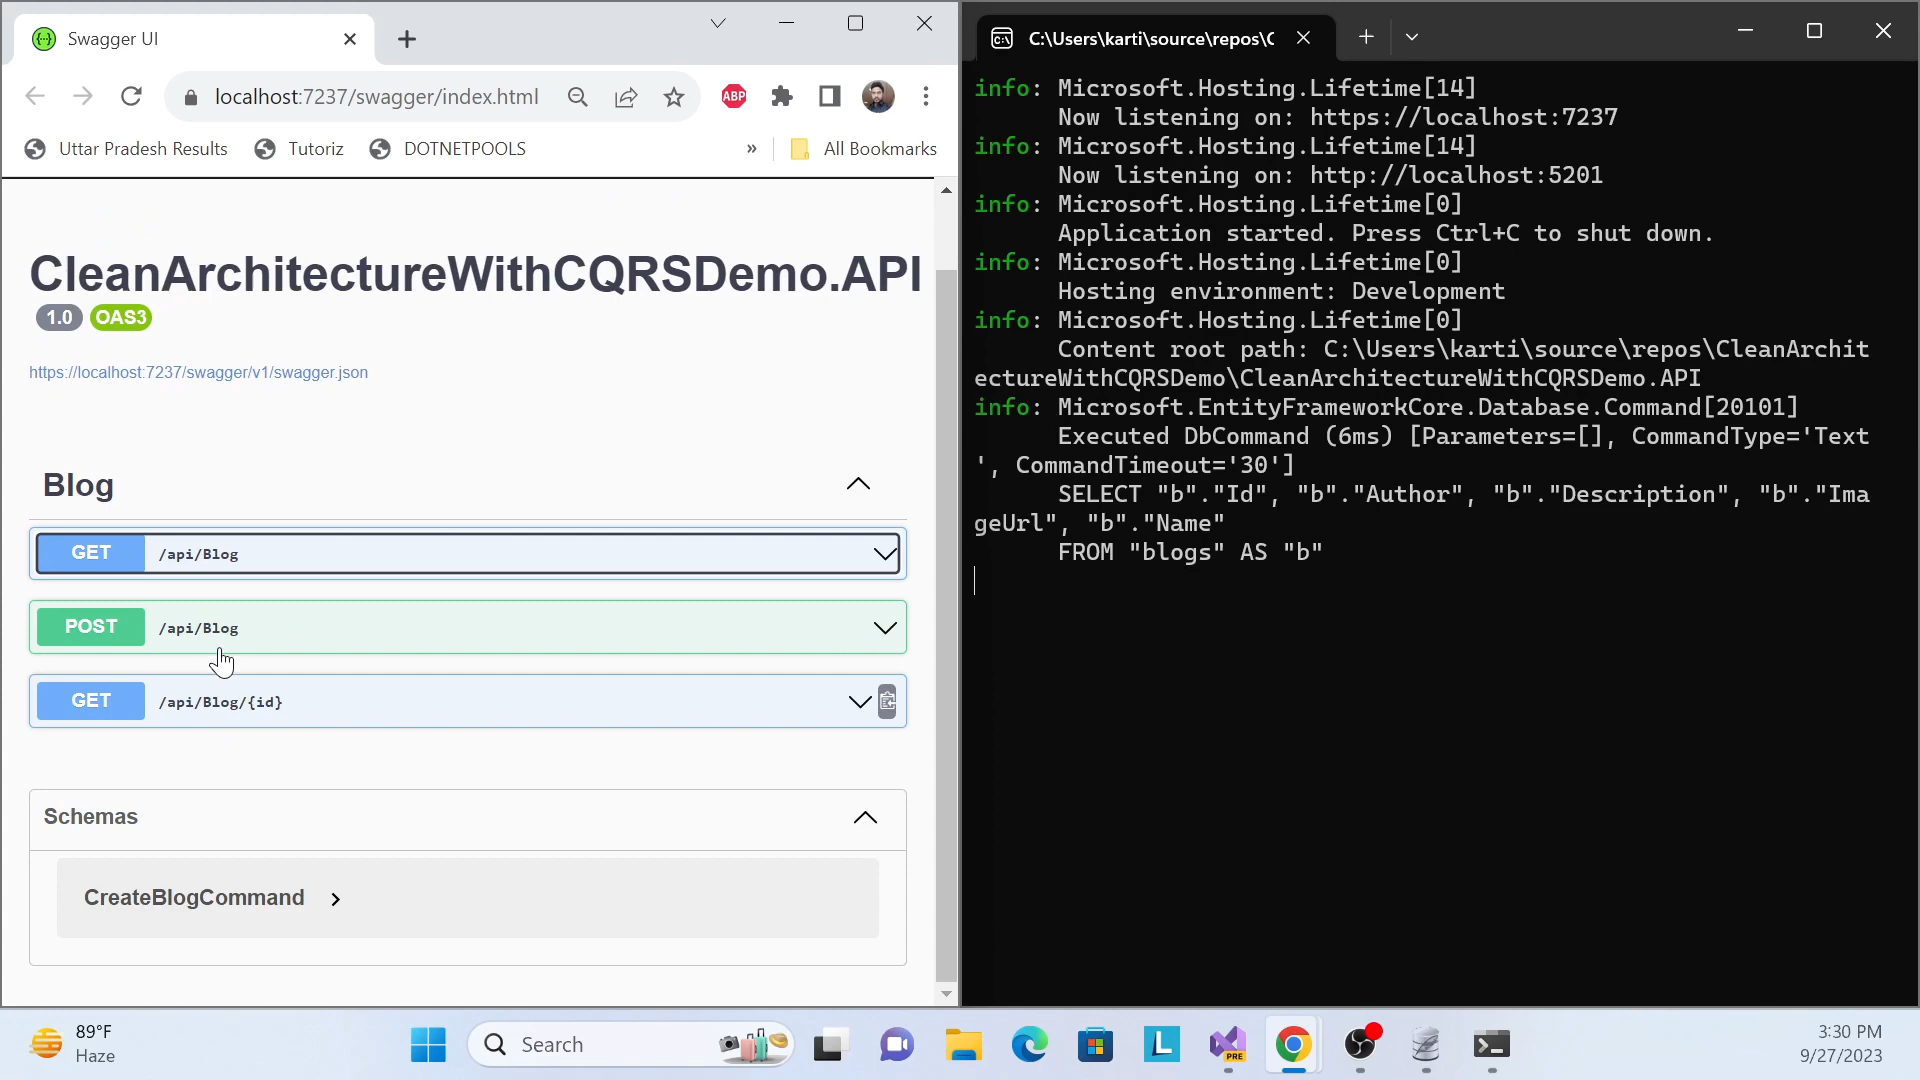 Swagger UI
localhost:7237/swagger/index.html
ABP
Uttar Pradesh Results
Tutoriz
DOTNETPOOLS
»
All Bookmarks
CleanArchitectureWithCQRSDemo.API
1.0
OAS3
https://localhost:7237/swagger/v1/swagger.json
Blog
GET /api/Blog
POST /api/Blog
GET /api/Blog/{id}
Schemas
CreateBlogCommand
C:\Users\karti\source\repos\C
info: Microsoft.Hosting.Lifetime[14]
Now listening on: https://localhost:7237
info: Microsoft.Hosting.Lifetime[14]
Now listening on: http://localhost:5201
info: Microsoft.Hosting.Lifetime[0]
Application started. Press Ctrl+C to shut down.
info: Microsoft.Hosting.Lifetime[0]
Hosting environment: Development
info: Microsoft.Hosting.Lifetime[0]
Content root path: C:\Users\karti\source\repos\CleanArchit
ectureWithCQRSDemo\CleanArchitectureWithCQRSDemo.API
info: Microsoft.EntityFrameworkCore.Database.Command[20101]
Executed DbCommand (6ms) [Parameters=[], CommandType='Text
', CommandTimeout='30']
SELECT "b"."Id", "b"."Author", "b"."Description", "b"."Ima
geUrl", "b"."Name"
FROM "blogs" AS "b"
89°F
Haze
Search
L
PRE
3:30 PM
9/27/2023